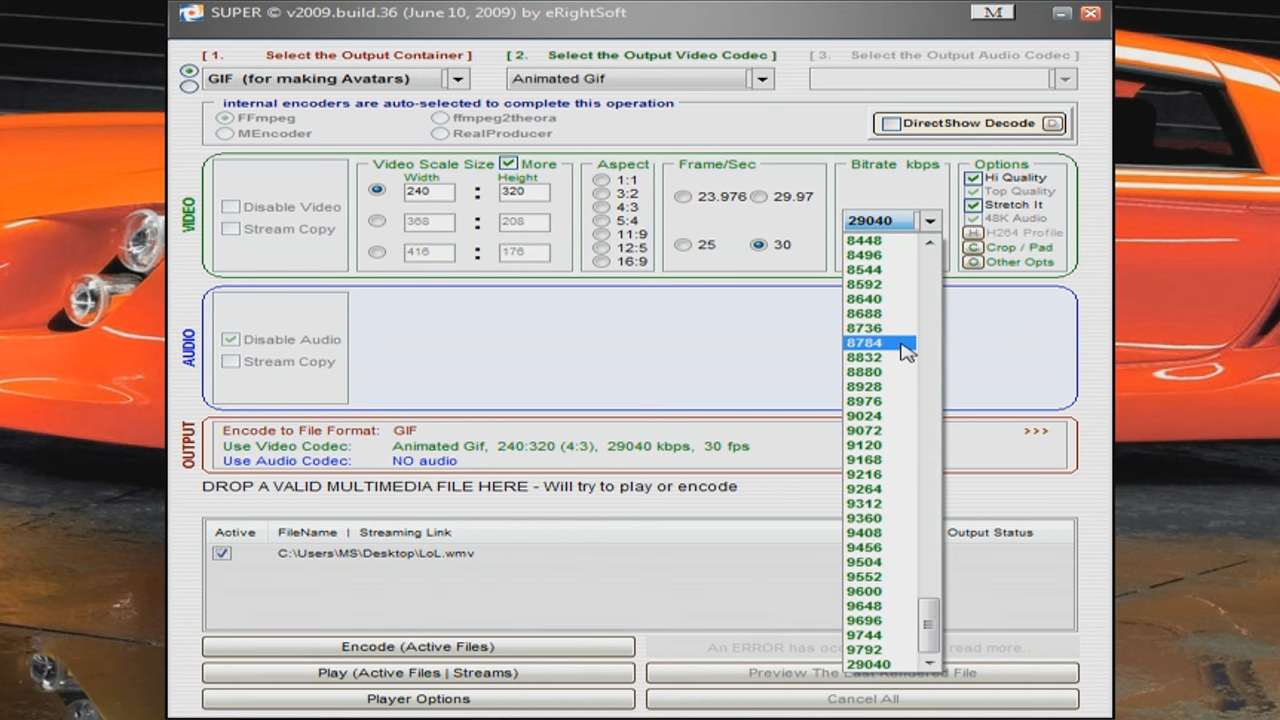 SUPER © v2009.build.36 (June 10, 2009) by eRightSoft
M
[ 1. Select the Output Container ]
[ 2. Select the Output Video Codec ]
[ 3. Select the Output Audio Codec ]
GIF (for making Avatars)
Animated Gif
internal encoders are auto-selected to complete this operation
FFmpeg
ffmpeg2theora
MEncoder
RealProducer
DirectShow Decode D
VIDEO
Disable Video
Stream Copy
Video Scale Size More
Width Height
240 : 320
368 : 208
416 : 176
Aspect
1:1
3:2
4:3
5:4
11:9
12:5
16:9
Frame/Sec
23.976 29.97
25 30
Bitrate kbps
29040
8448
8496
8544
8592
8640
8688
8736
8784
8832
8880
8928
8976
9024
9072
9120
9168
9216
9264
9312
9360
9408
9456
9504
9552
9600
9648
9696
9744
9792
29040
Options
Hi Quality
Top Quality
Stretch It
48K Audio
H H264 Profile
C Crop / Pad
O Other Opts
AUDIO
Disable Audio
Stream Copy
OUTPUT
Encode to File Format: GIF
>>>
Use Video Codec: Animated Gif, 240:320 (4:3), 29040 kbps, 30 fps
Use Audio Codec: NO audio
DROP A VALID MULTIMEDIA FILE HERE - Will try to play or encode
Active FileName | Streaming Link Output Status
C:\Users\MS\Desktop\LoL.wmv
Encode (Active Files)
An ERROR has read more..
Play (Active Files | Streams)
Preview The Last Rendered File
Player Options
Cancel All